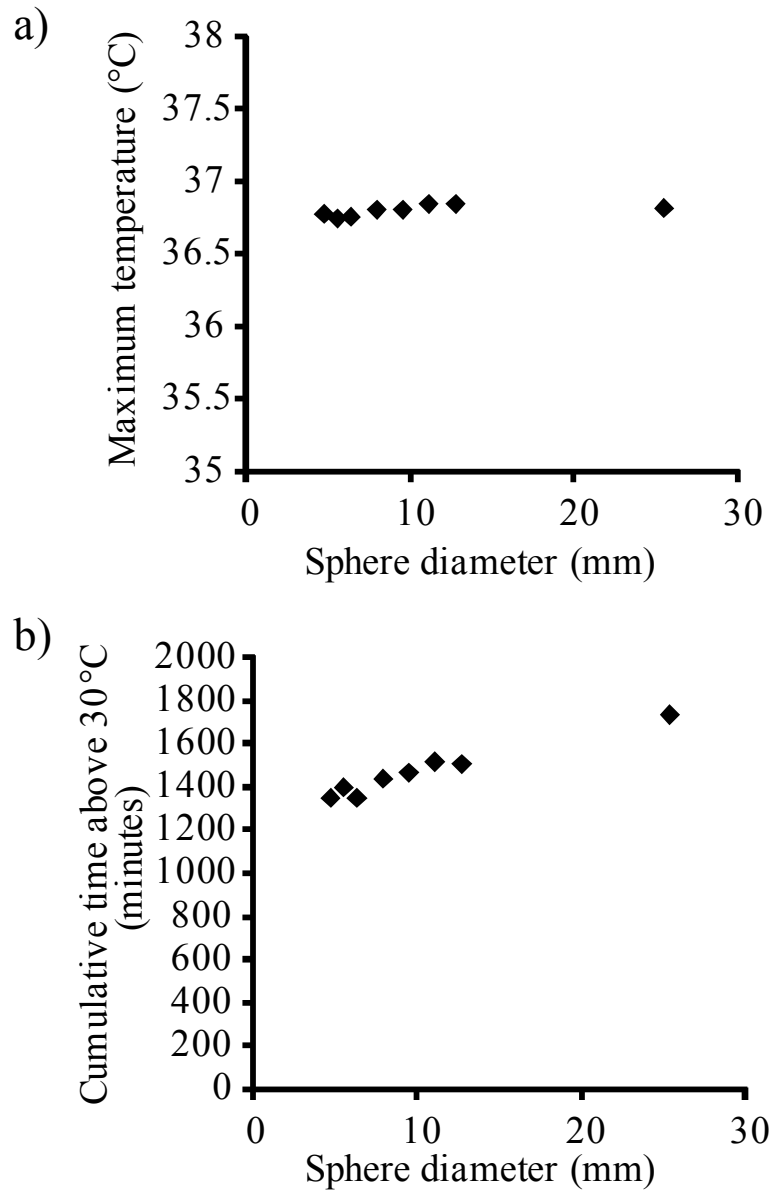 a)
Maximum temperature (°C)
38
37.5
37
36.5
36
35.5
35
0 10 20 30
Sphere diameter (mm)
b)
Cumulative time above 30°C
(minutes)
2000
1800
1600
1400
1200
1000
800
600
400
200
0
0 10 20 30
Sphere diameter (mm)